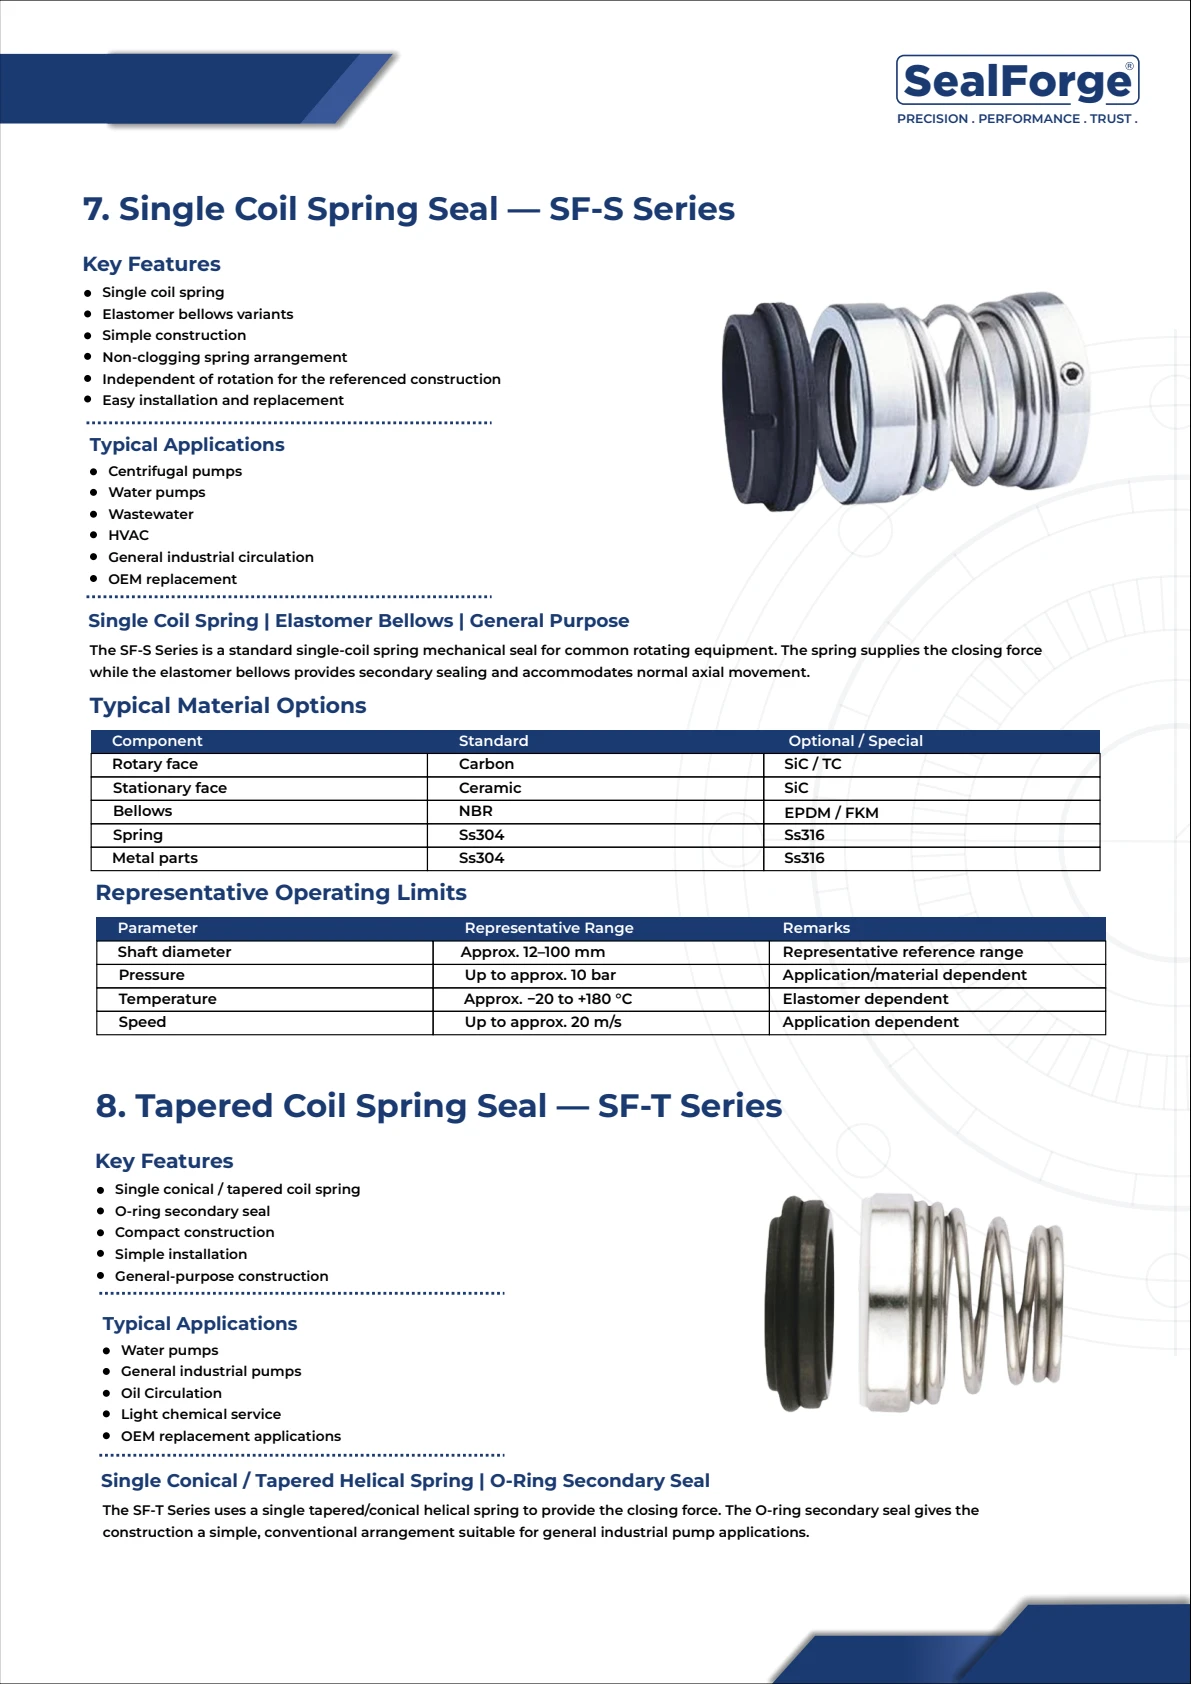 SealForge®
PRECISION . PERFORMANCE . TRUST .
7. Single Coil Spring Seal — SF-S Series
Key Features
● Single coil spring
● Elastomer bellows variants
● Simple construction
● Non-clogging spring arrangement
● Independent of rotation for the referenced construction
● Easy installation and replacement
Typical Applications
● Centrifugal pumps
● Water pumps
● Wastewater
● HVAC
● General industrial circulation
● OEM replacement
Single Coil Spring | Elastomer Bellows | General Purpose
The SF-S Series is a standard single-coil spring mechanical seal for common rotating equipment. The spring supplies the closing force
while the elastomer bellows provides secondary sealing and accommodates normal axial movement.
Typical Material Options
Component Standard Optional / Special
Rotary face Carbon SiC / TC
Stationary face Ceramic SiC
Bellows NBR EPDM / FKM
Spring Ss304 Ss316
Metal parts Ss304 Ss316
Representative Operating Limits
Parameter Representative Range Remarks
Shaft diameter Approx. 12–100 mm Representative reference range
Pressure Up to approx. 10 bar Application/material dependent
Temperature Approx. −20 to +180 °C Elastomer dependent
Speed Up to approx. 20 m/s Application dependent
8. Tapered Coil Spring Seal — SF-T Series
Key Features
● Single conical / tapered coil spring
● O-ring secondary seal
● Compact construction
● Simple installation
● General-purpose construction
Typical Applications
● Water pumps
● General industrial pumps
● Oil Circulation
● Light chemical service
● OEM replacement applications
Single Conical / Tapered Helical Spring | O-Ring Secondary Seal
The SF-T Series uses a single tapered/conical helical spring to provide the closing force. The O-ring secondary seal gives the
construction a simple, conventional arrangement suitable for general industrial pump applications.